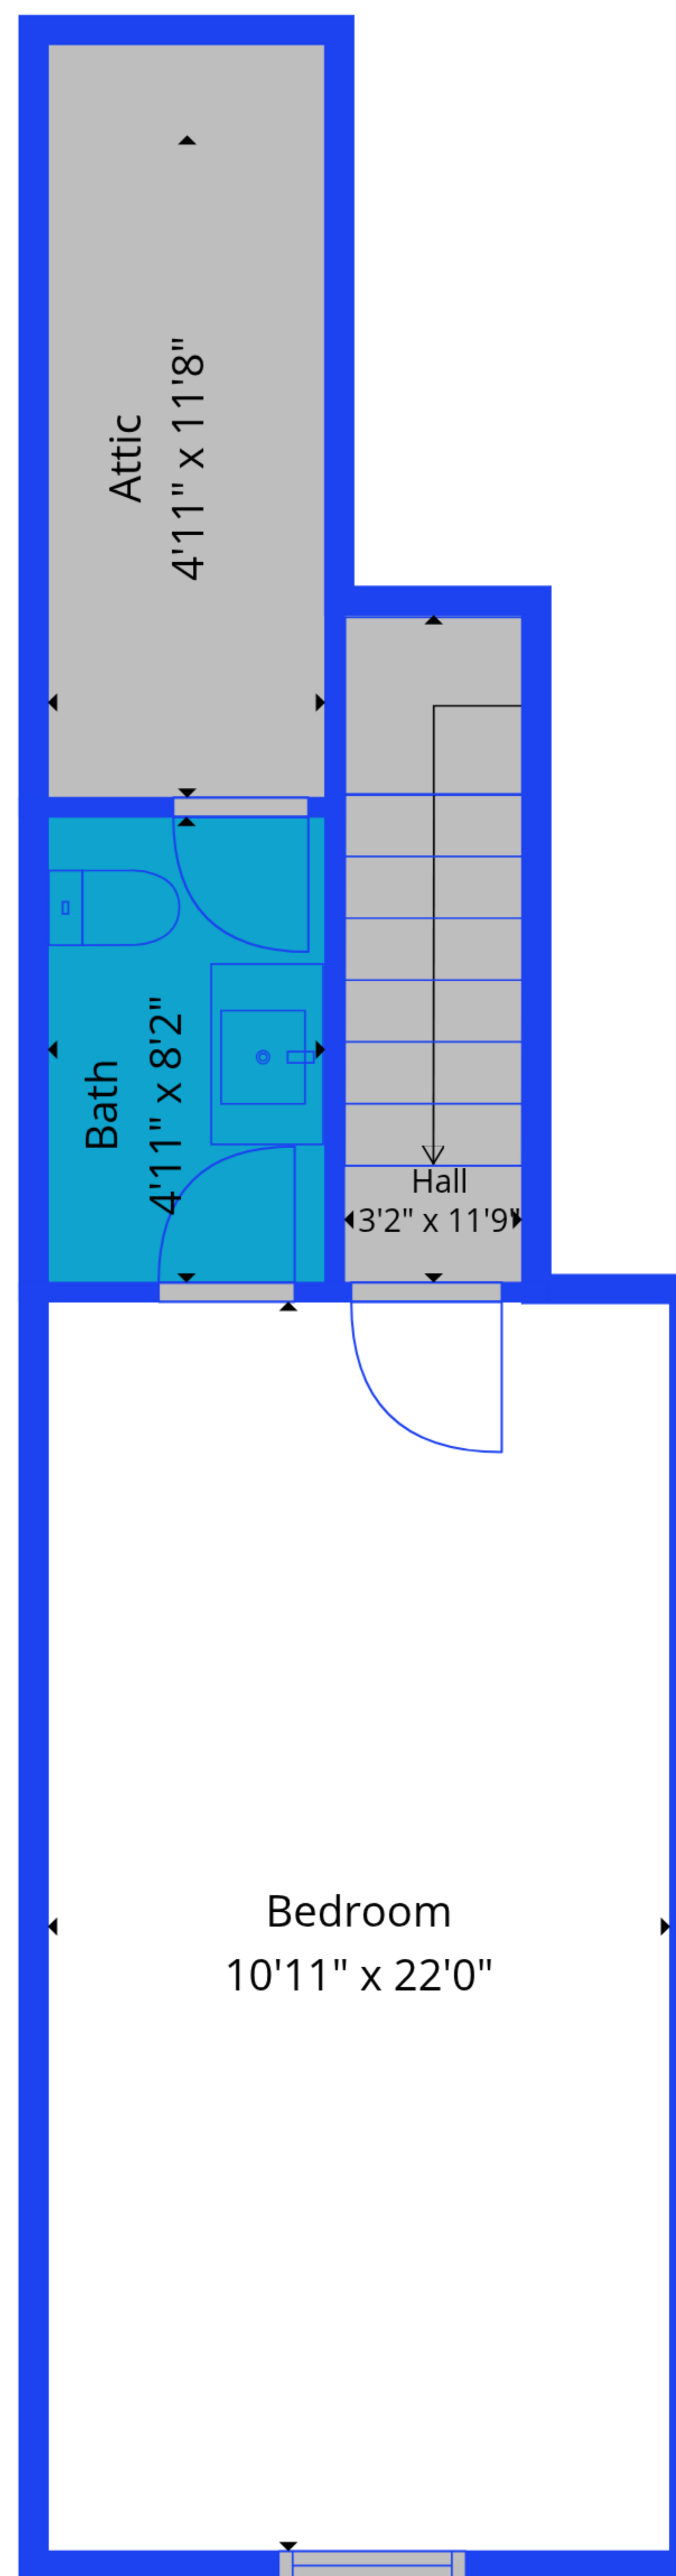 Attic
4'11" x 11'8"
Bath
4'11" x 8'2"
Hall
3'2" x 11'9"
Bedroom
10'11" x 22'0"